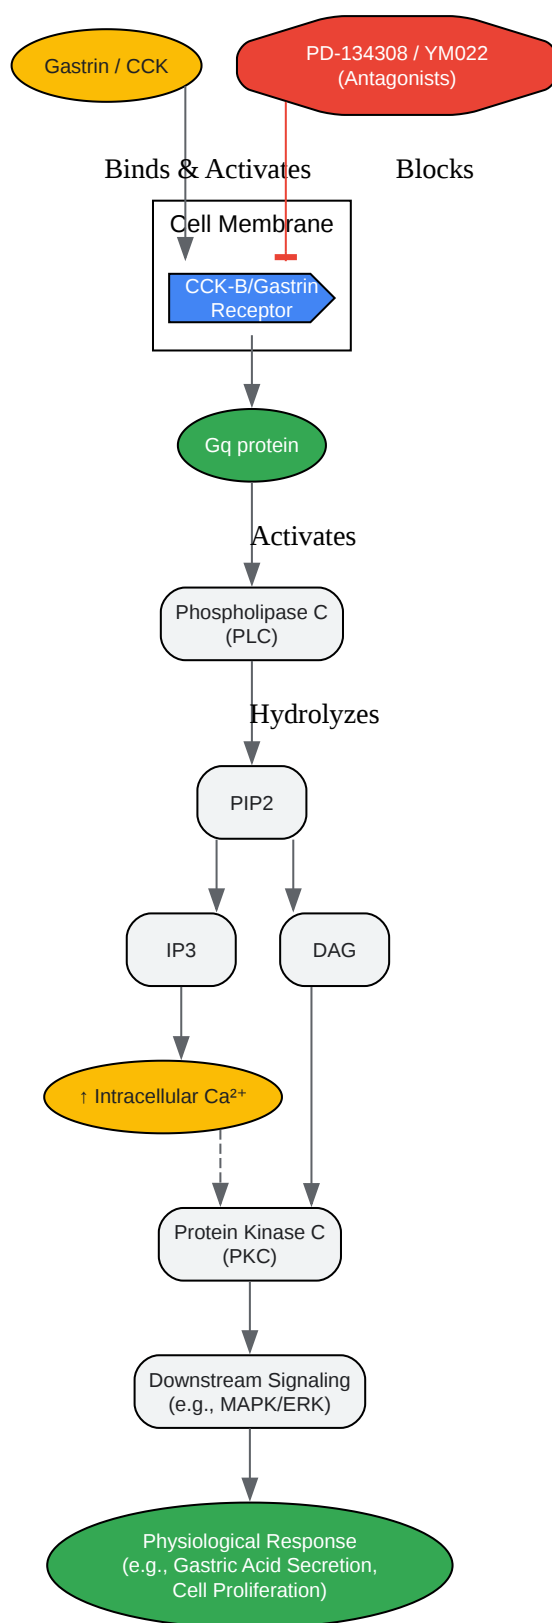 Gastrin / CCK
PD-134308 / YM022
(Antagonists)
Binds & Activates
Blocks
Cell Membrane
CCK-B/Gastrin
Receptor
Gq protein
Activates
Phospholipase C
(PLC)
Hydrolyzes
PIP2
IP3
DAG
↑ Intracellular Ca²⁺
Protein Kinase C
(PKC)
Downstream Signaling
(e.g., MAPK/ERK)
Physiological Response
(e.g., Gastric Acid Secretion,
Cell Proliferation)